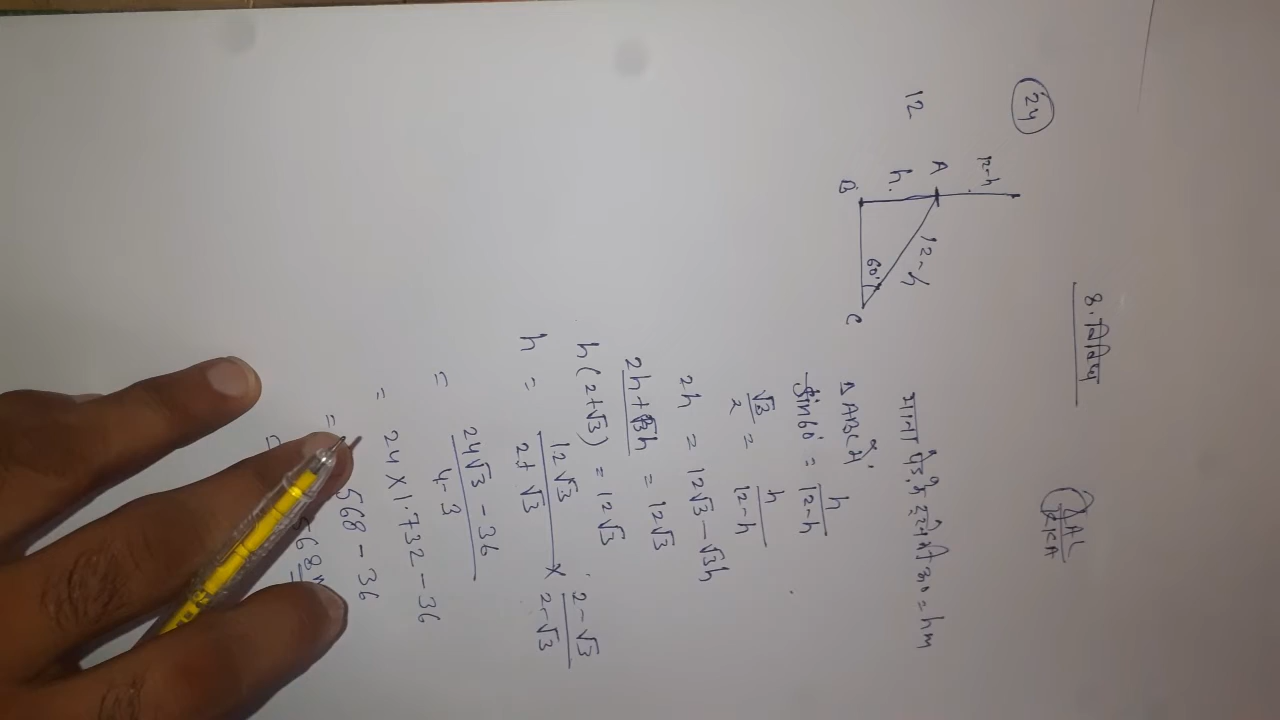 24
8.
12
12-h
A
h
12-h
B
60°
C
Δ ABC में
Sin60° = h/12-h
√3/2 = h/12-h
2h = 12√3 - √3h
2h + √3h = 12√3
h(2+√3) = 12√3
h = 12√3/2+√3 × 2-√3/2-√3
= 24√3 - 36/4-3
= 24 × 1.732 - 36
= 568 - 36
=